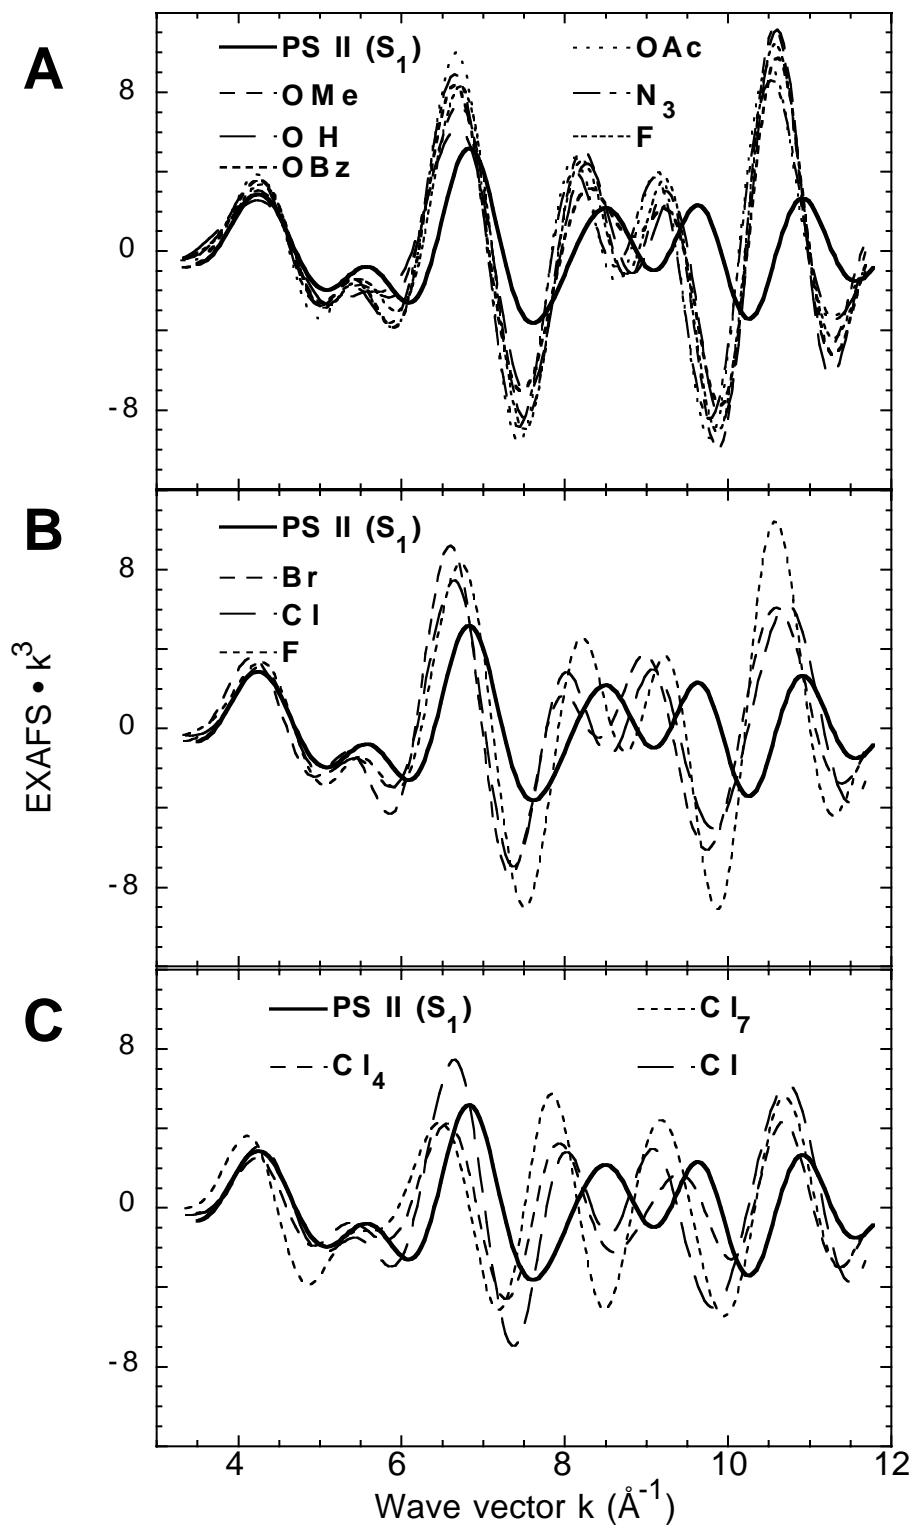 A
PS II (S1)
OMe
OH
OBz
OAc
N3
F
8
0
-8
B
PS II (S1)
Br
Cl
F
8
0
-8
EXAFS • k3
C
PS II (S1)
Cl4
Cl7
Cl
8
0
-8
4 6 8 10 12
Wave vector k (Å-1)